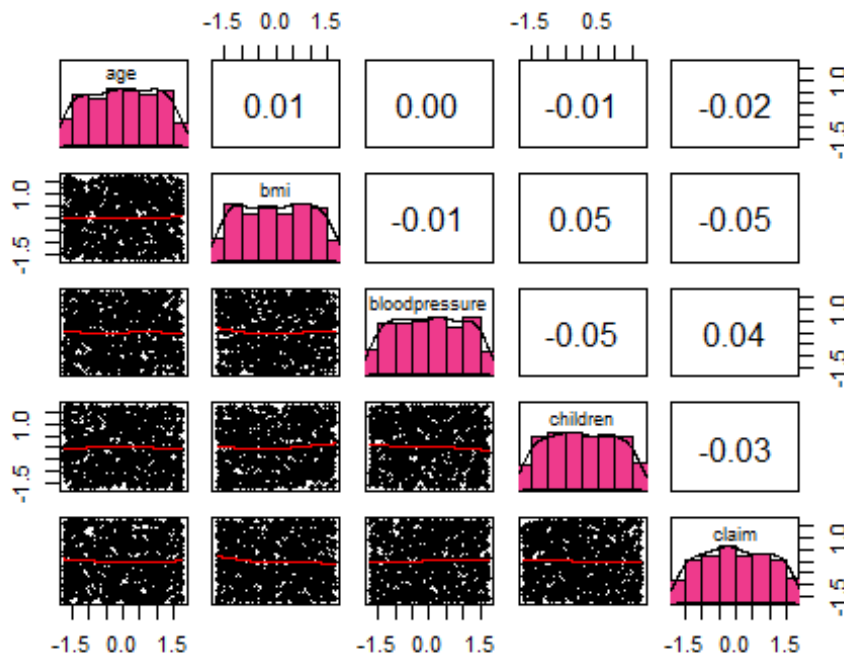 -1.5 0.0 1.5 -1.5 0.5
age 0.01 0.00 -0.01 -0.02 -1.5 1.0
-1.5 1.0 bmi -0.01 0.05 -0.05
bloodpressure -0.05 0.04 -1.5 1.0
-1.5 1.0 children -0.03
claim -1.5 1.0
-1.5 0.0 1.5 -1.5 0.0 1.5 -1.5 0.0 1.5